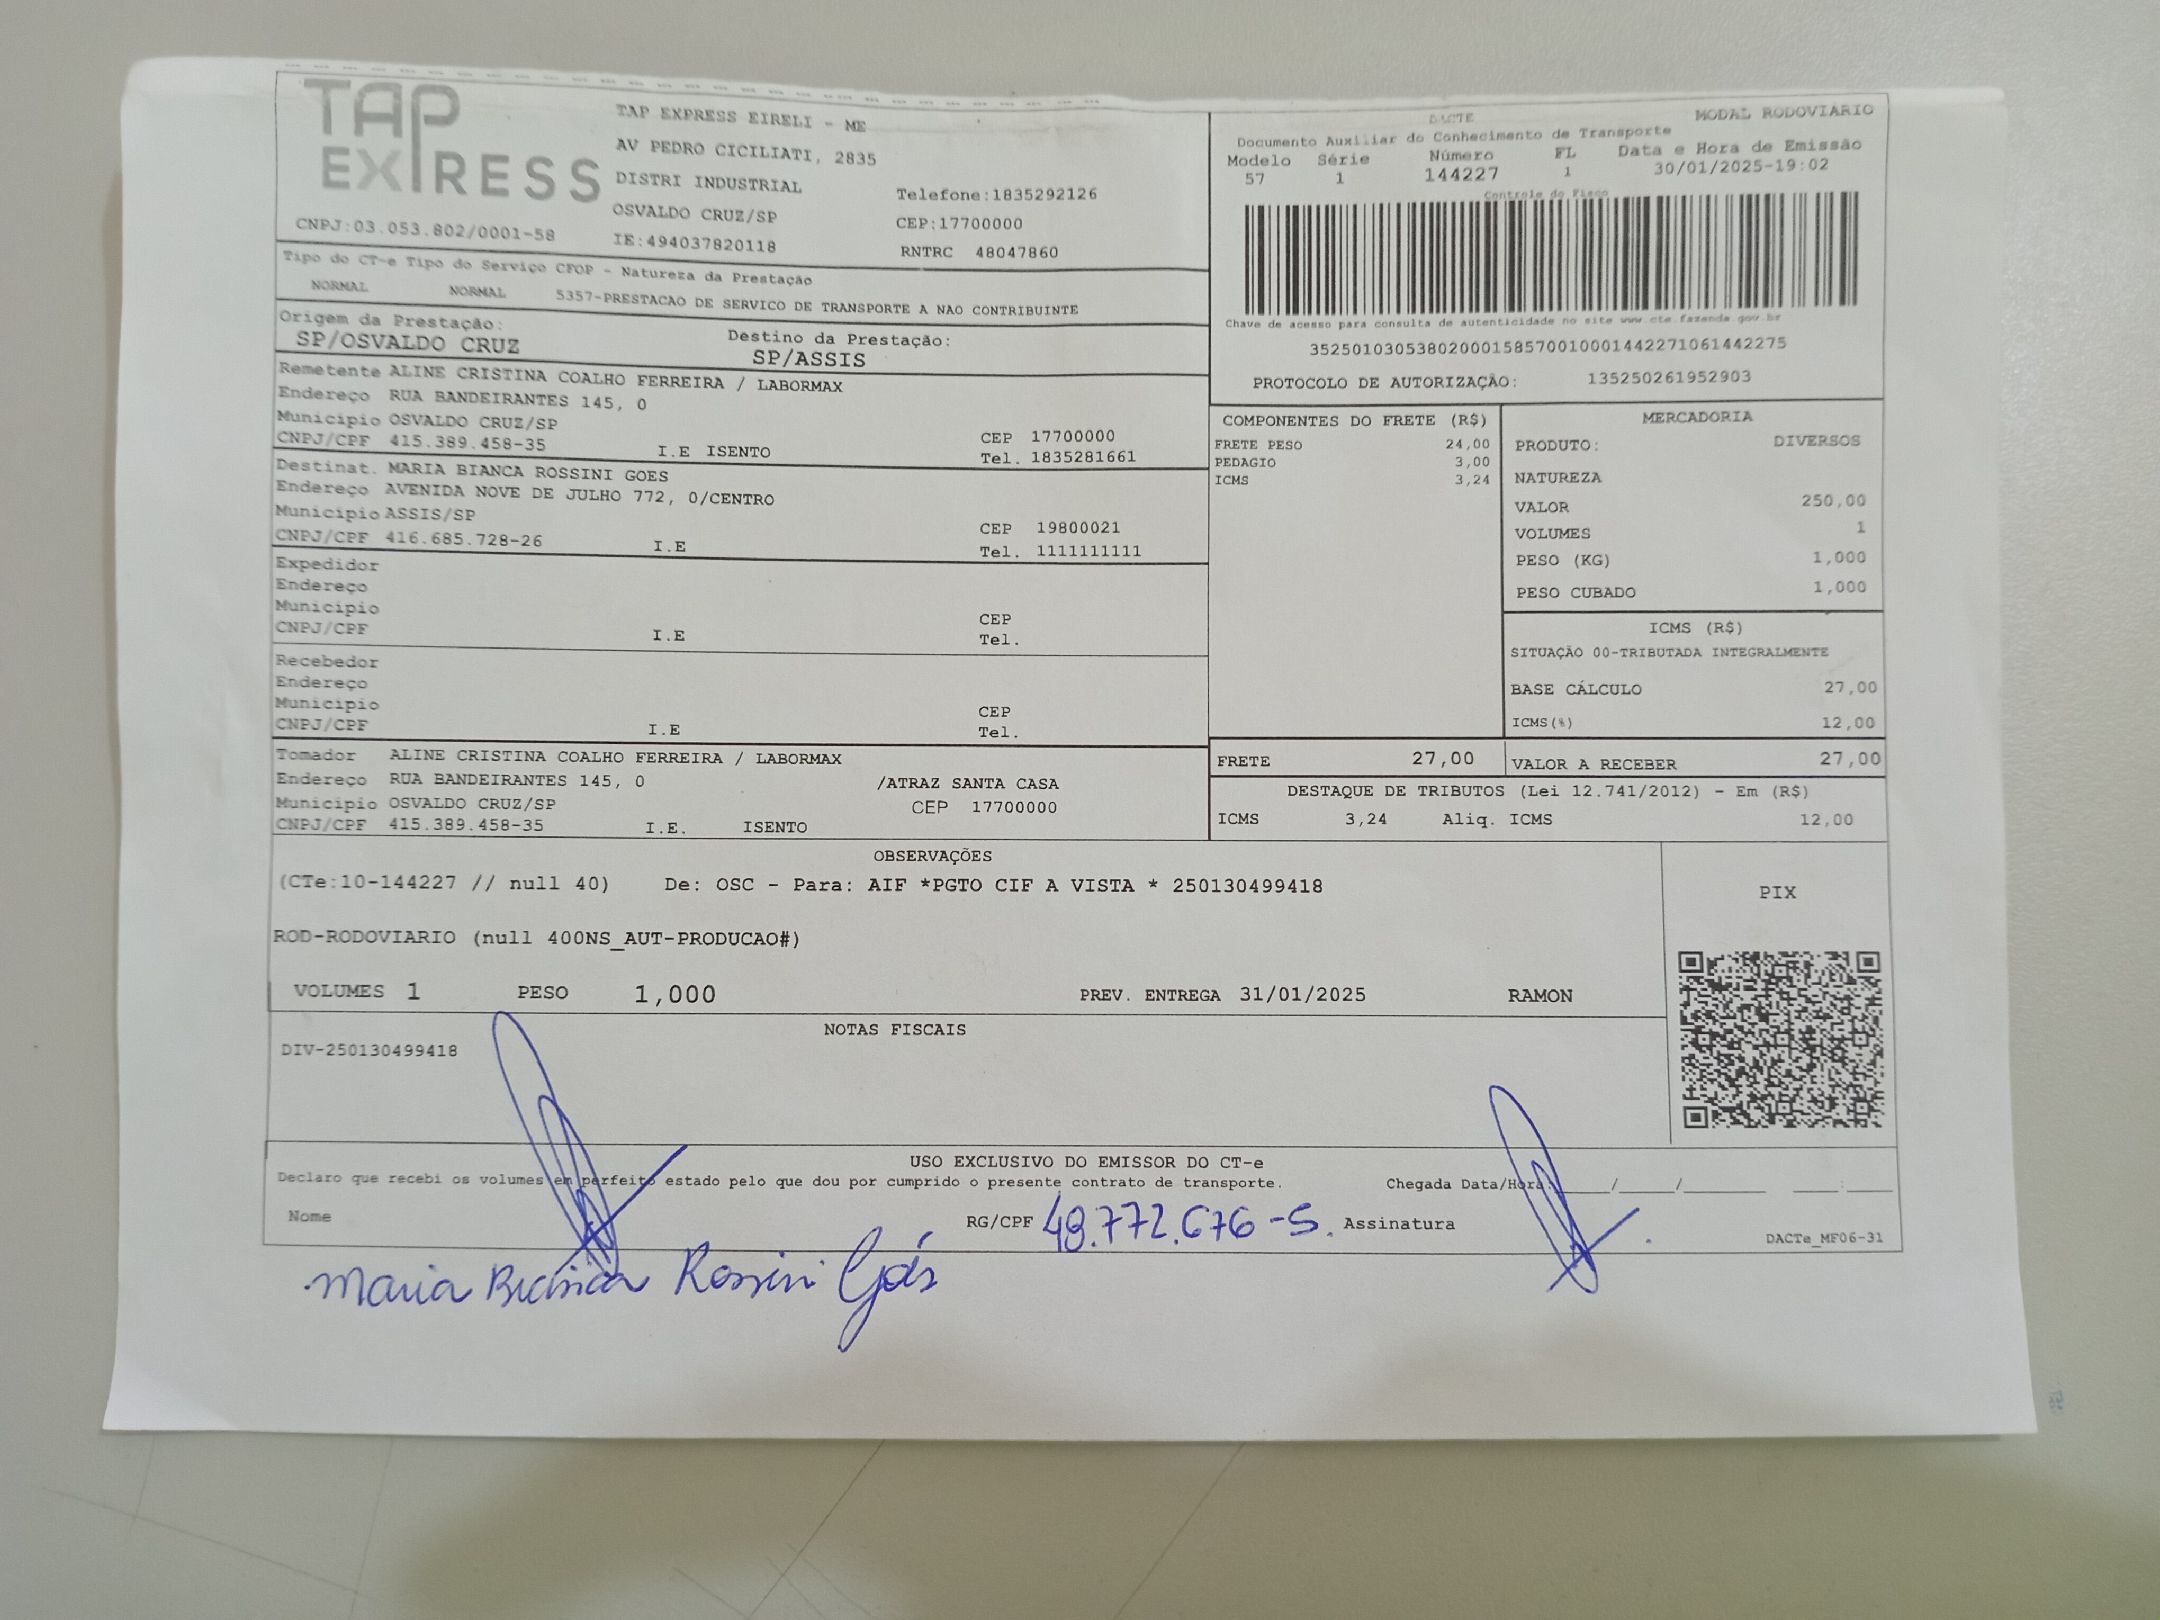 TAP EXPRESS
TAP EXPRESS EIRELI - ME
AV PEDRO CICILIATI, 2835
DISTRI INDUSTRIAL
Telefone:1835292126
OSVALDO CRUZ/SP
CEP:17700000
CNPJ:03.053.802/0001-58
IE:494037820118
RNTRC 48047860
DACTE
MODAL RODOVIARIO
Documento Auxiliar do Conhecimento de Transporte
Modelo Série Número FL Data e Hora de Emissão
57 1 144227 1 30/01/2025-19:02
Controle do Fisco
Chave de acesso para consulta de autenticidade no site www.cte.fazenda.gov.br
35250103053802000158570010001442271061442275
PROTOCOLO DE AUTORIZAÇÃO: 135250261952903
Tipo do CT-e Tipo do Serviço CFOP - Natureza da Prestação
NORMAL NORMAL 5357-PRESTACAO DE SERVICO DE TRANSPORTE A NAO CONTRIBUINTE
Origem da Prestação: Destino da Prestação:
SP/OSVALDO CRUZ SP/ASSIS
Remetente ALINE CRISTINA COALHO FERREIRA / LABORMAX
Endereço RUA BANDEIRANTES 145, 0
Município OSVALDO CRUZ/SP CEP 17700000
CNPJ/CPF 415.389.458-35 I.E ISENTO Tel. 1835281661
Destinat. MARIA BIANCA ROSSINI GOES
Endereço AVENIDA NOVE DE JULHO 772, 0/CENTRO
Município ASSIS/SP CEP 19800021
CNPJ/CPF 416.685.728-26 I.E Tel. 1111111111
Expedidor
Endereço
Município CEP
CNPJ/CPF I.E Tel.
Recebedor
Endereço
Município CEP
CNPJ/CPF I.E Tel.
Tomador ALINE CRISTINA COALHO FERREIRA / LABORMAX
Endereço RUA BANDEIRANTES 145, 0 /ATRAZ SANTA CASA
Município OSVALDO CRUZ/SP CEP 17700000
CNPJ/CPF 415.389.458-35 I.E. ISENTO
COMPONENTES DO FRETE (R$)
FRETE PESO 24,00
PEDAGIO 3,00
ICMS 3,24
MERCADORIA
PRODUTO: DIVERSOS
NATUREZA
VALOR 250,00
VOLUMES 1
PESO (KG) 1,000
PESO CUBADO 1,000
ICMS (R$)
SITUAÇÃO 00-TRIBUTADA INTEGRALMENTE
BASE CÁLCULO 27,00
ICMS(%) 12,00
FRETE 27,00 VALOR A RECEBER 27,00
DESTAQUE DE TRIBUTOS (Lei 12.741/2012) - Em (R$)
ICMS 3,24 Aliq. ICMS 12,00
OBSERVAÇÕES
(CTe:10-144227 // null 40) De: OSC - Para: AIF *PGTO CIF A VISTA * 250130499418
ROD-RODOVIARIO (null 400NS_AUT-PRODUCAO#)
PIX
VOLUMES 1 PESO 1,000 PREV. ENTREGA 31/01/2025 RAMON
NOTAS FISCAIS
DIV-250130499418
USO EXCLUSIVO DO EMISSOR DO CT-e
Declaro que recebi os volumes em perfeito estado pelo que dou por cumprido o presente contrato de transporte. Chegada Data/Hora: ____/____/________ ____:____
Nome RG/CPF 48.772.676-5. Assinatura
DACTe_MF06-31
Maria Bianca Rossini Góes